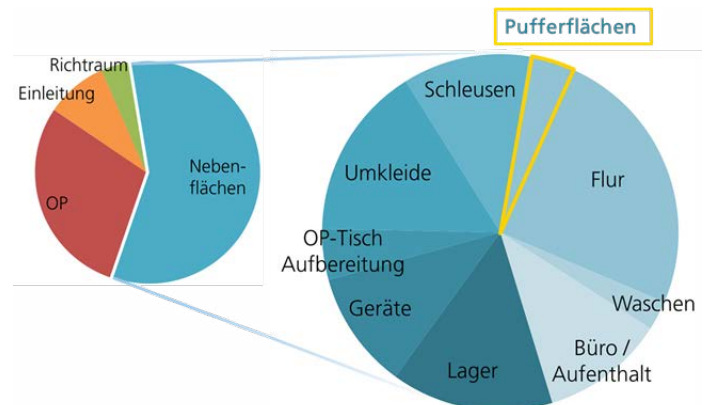 Pufferflächen
Richtraum
Einleitung
OP
Neben-
flächen
Schleusen
Umkleide
Flur
OP-Tisch
Aufbereitung
Geräte
Waschen
Lager
Büro /
Aufenthalt